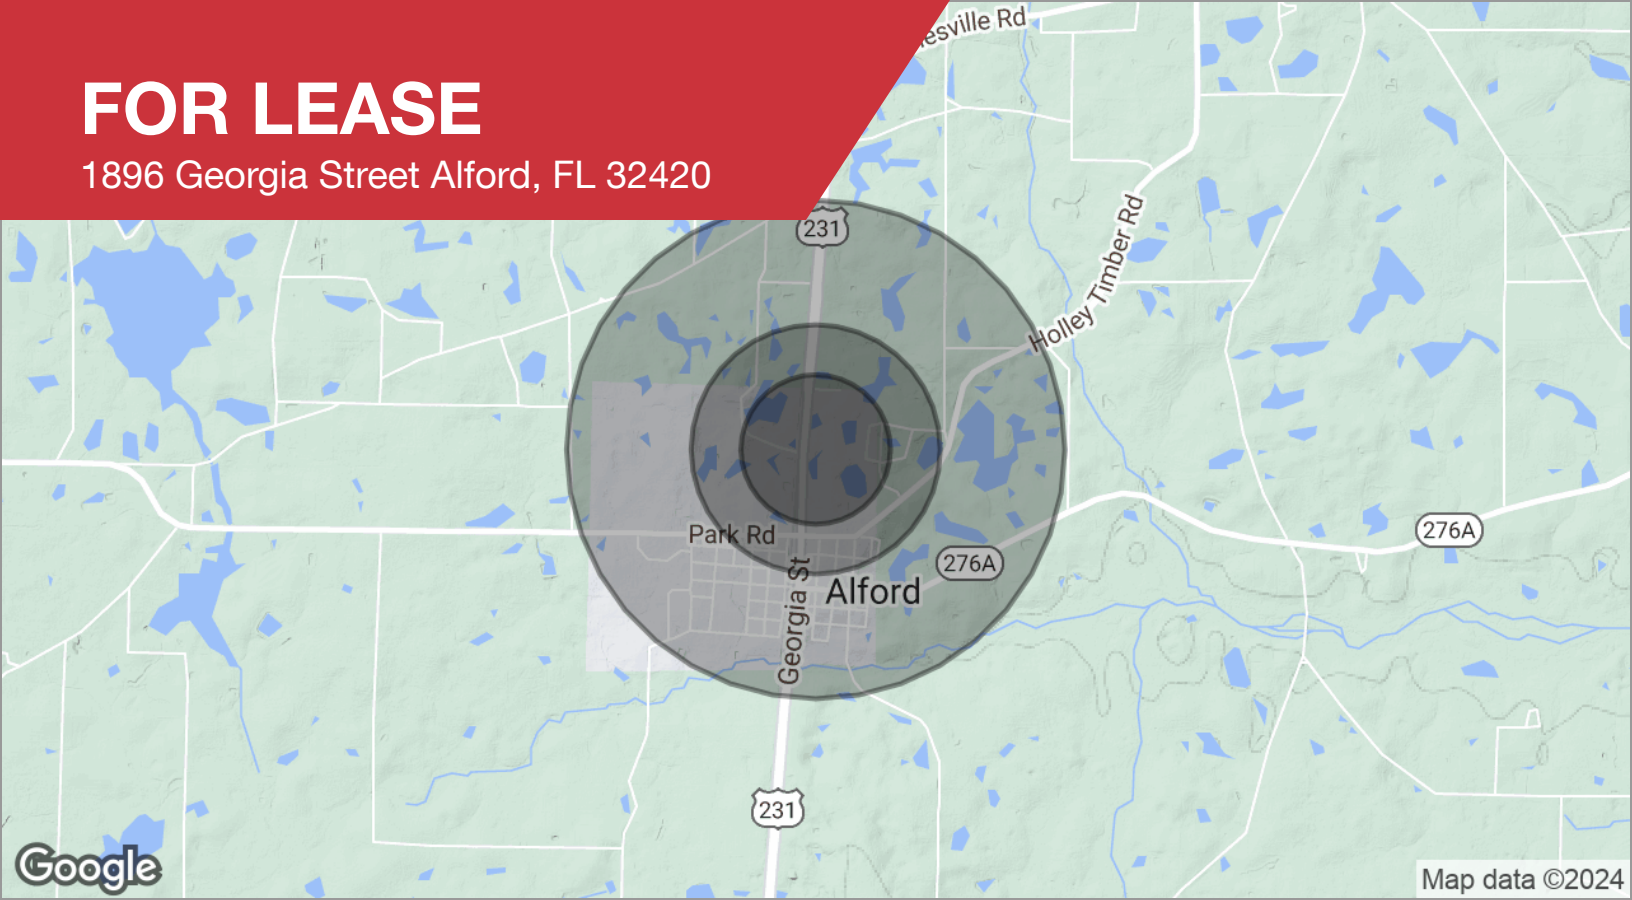 FOR LEASE
1896 Georgia Street Alford, FL 32420
Rd
231
Holley Timber Rd
Park Rd
276A
276A
Alford
Georgia St
231
Google
Map data ©2024